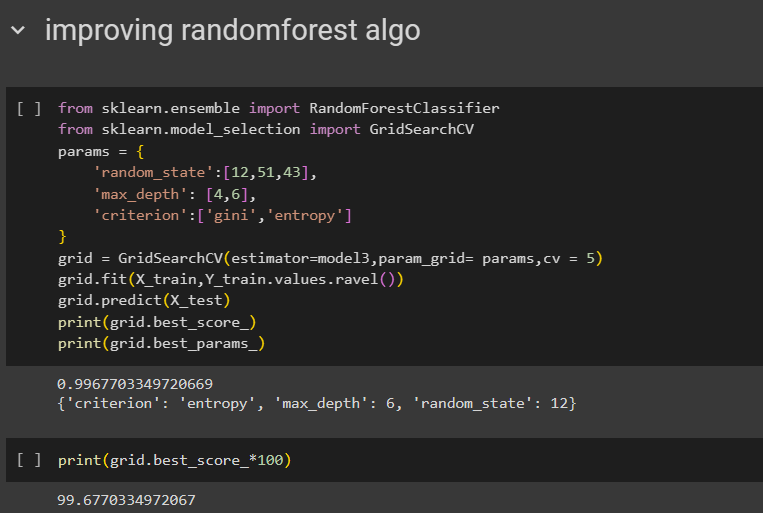 improving randomforest algo
[ ] from sklearn.ensemble import RandomForestClassifier
from sklearn.model_selection import GridSearchCV
params = {
    'random_state':[12,51,43],
    'max_depth': [4,6],
    'criterion':['gini','entropy']
}
grid = GridSearchCV(estimator=model3,param_grid= params,cv = 5)
grid.fit(X_train,Y_train.values.ravel())
grid.predict(X_test)
print(grid.best_score_)
print(grid.best_params_)
0.9967703349720669
{'criterion': 'entropy', 'max_depth': 6, 'random_state': 12}
[ ] print(grid.best_score_*100)
99.6770334972067